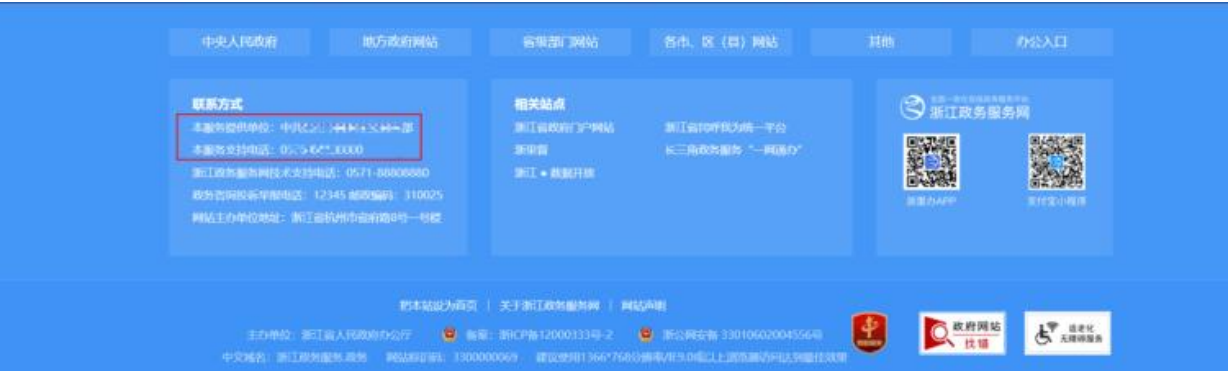 中央人民政府 地方政府网站 省级部门网站 各市、区（县）网站 其他 办公入口
联系方式
本服务提供单位：中共
本服务支持电话：
浙江政务服务网技术支持电话：0571-88808880
政务咨询投诉举报电话：12345 邮政编码：310025
网站主办单位地址：浙江省杭州市省府路8号一号楼
相关站点
浙江省政府门户网站 浙江省民呼我为统一平台
浙里督 长三角政务服务“一网通办”
浙江 • 数据开放
浙江政务服务网
浙里办APP 支付宝小程序
把本站设为首页 | 关于浙江政务服务网 | 网站声明
主办单位：浙江省人民政府办公厅 备案：浙ICP备12000333号-2 浙公网安备 33010602004556号
中文域名：浙江政务服务.政务 网站标识码：3300000069 建议使用1366*768分辨率/IE9.0或以上浏览器访问达到最佳效果
政府网站
找错
适老化
无障碍服务